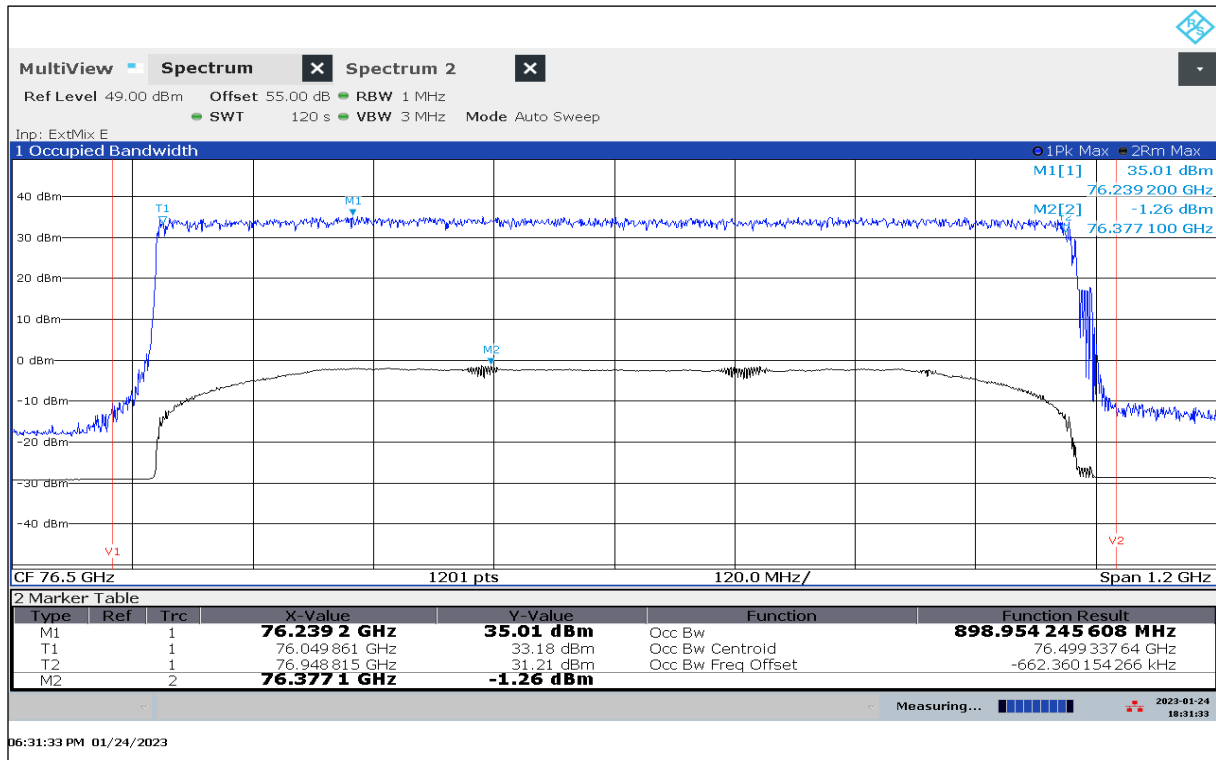 R&S
MultiView Spectrum X Spectrum 2 X
Ref Level 49.00 dBm Offset 55.00 dB RBW 1 MHz
SWT 120 s VBW 3 MHz Mode Auto Sweep
Inp: ExtMix E
1 Occupied Bandwidth 1Pk Max 2Rm Max
M1[1] 35.01 dBm
76.239 200 GHz
M2[2] -1.26 dBm
76.377 100 GHz
40 dBm
T1
M1
30 dBm
20 dBm
10 dBm
0 dBm
M2
-10 dBm
-20 dBm
-30 dBm
-40 dBm
V1
V2
CF 76.5 GHz 1201 pts 120.0 MHz/ Span 1.2 GHz
2 Marker Table
Type Ref Trc X-Value Y-Value Function Function Result
M1 1 76.239 2 GHz 35.01 dBm Occ Bw 898.954 245 608 MHz
T1 1 76.049 861 GHz 33.18 dBm Occ Bw Centroid 76.499 337 64 GHz
T2 1 76.948 815 GHz 31.21 dBm Occ Bw Freq Offset -662.360 154 266 kHz
M2 2 76.377 1 GHz -1.26 dBm
Measuring... 2023-01-24
18:31:33
06:31:33 PM 01/24/2023